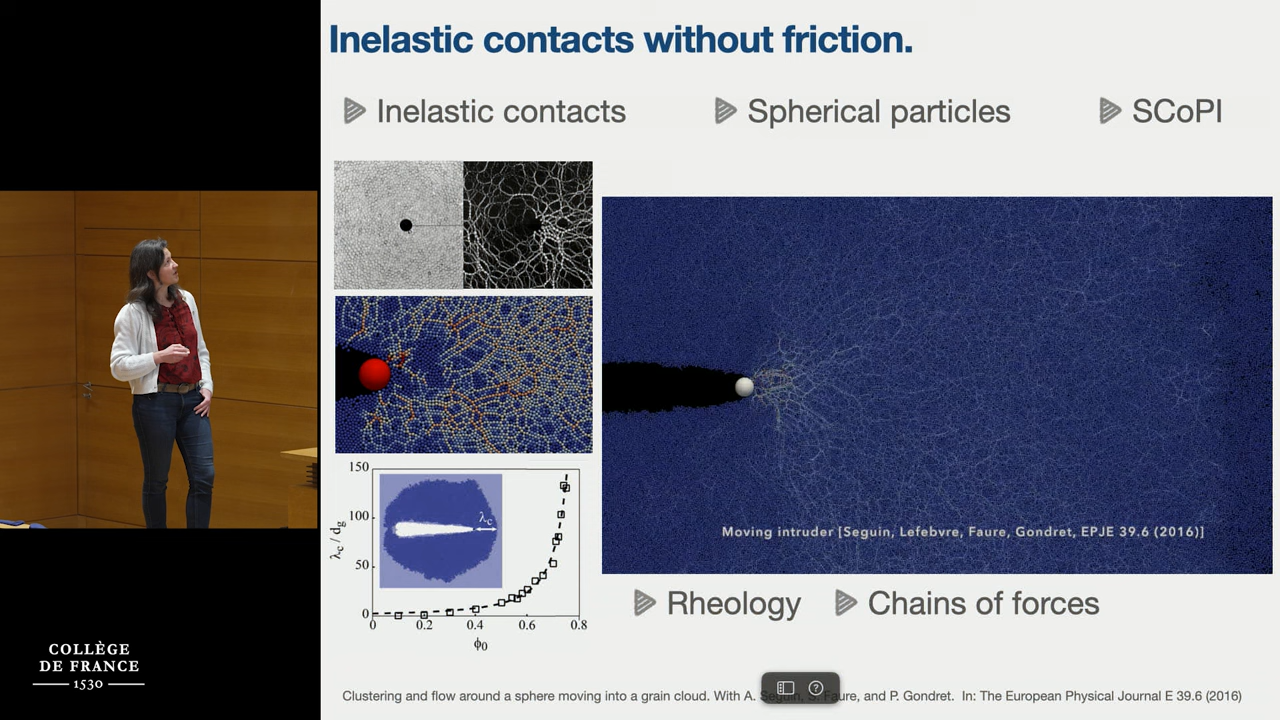 Inelastic contacts without friction.
Inelastic contacts
Spherical particles
SCoPI
150
100
50
0
λc / dg
λc
0 0.2 0.4 0.6 0.8
ϕ0
Moving intruder [Seguin, Lefebvre, Faure, Gondret, EPJE 39.6 (2016)]
Rheology
Chains of forces
Clustering and flow around a sphere moving into a grain cloud. With A. Seguin, S. Faure, and P. Gondret. In: The European Physical Journal E 39.6 (2016)
COLLÈGE
DE FRANCE
1530